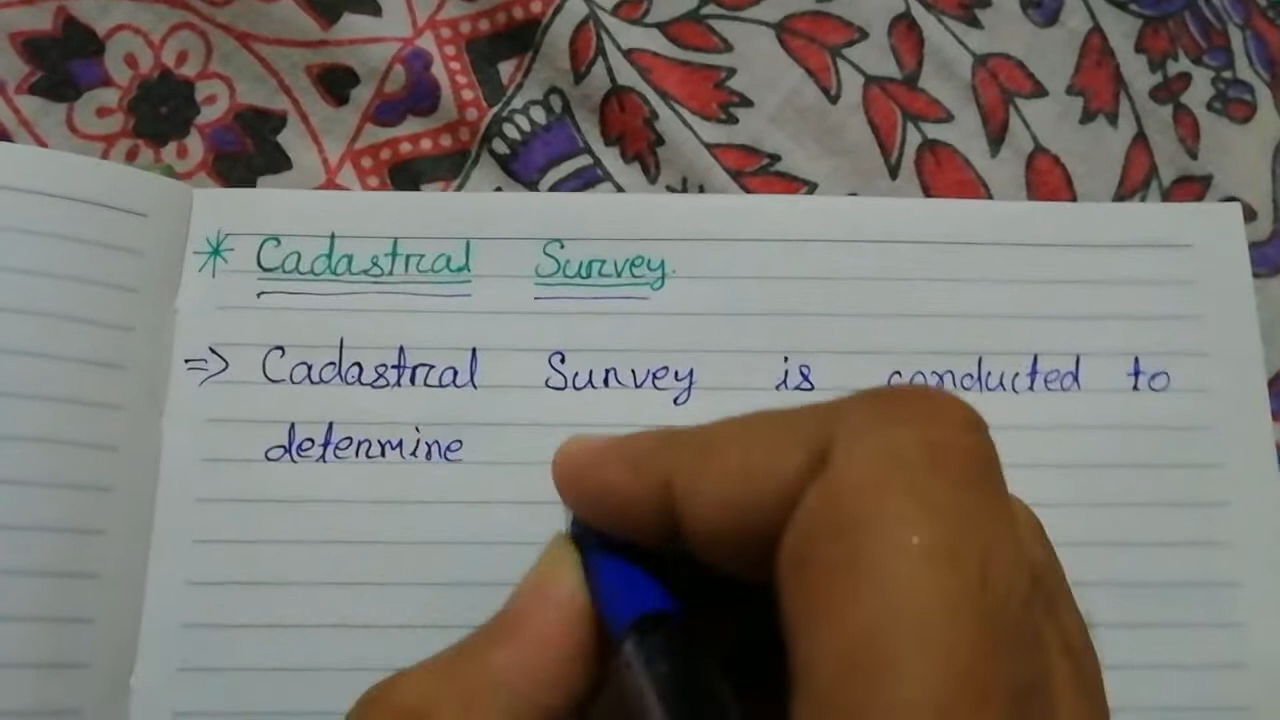 * Cadastral Survey.
=> Cadastral Survey is conducted to
determine